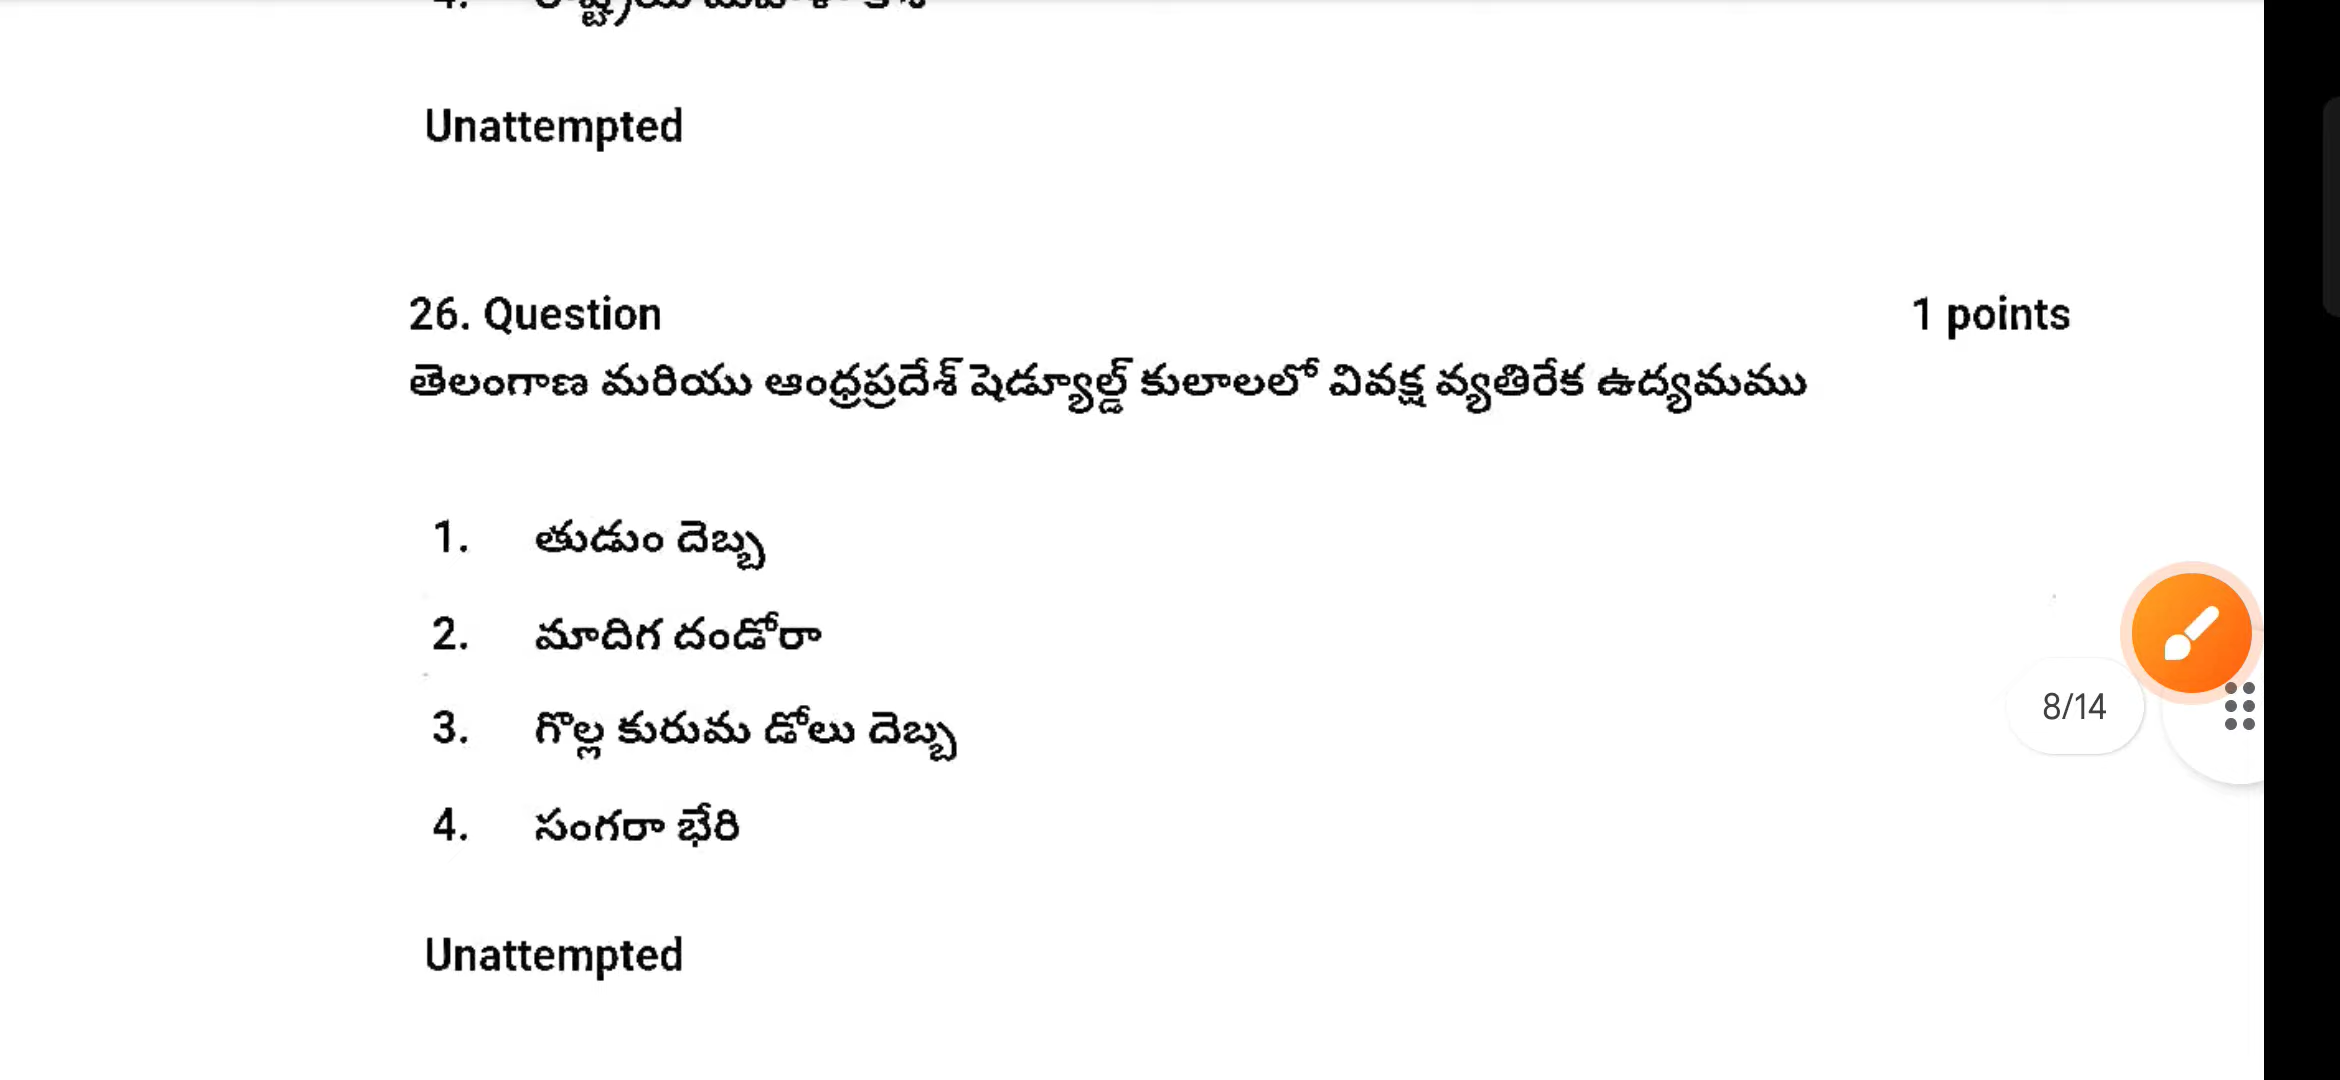 Unattempted
26. Question 1 points
తెలంగాణ మరియు ఆంధ్రప్రదేశ్ షెడ్యూల్డ్ కులాలలో వివక్ష వ్యతిరేక ఉద్యమము
1. తుడుం దెబ్బ
2. మాదిగ దండోరా
3. గొల్ల కురుమ డోలు దెబ్బ
8/14
4. సంగరా భేరి
Unattempted